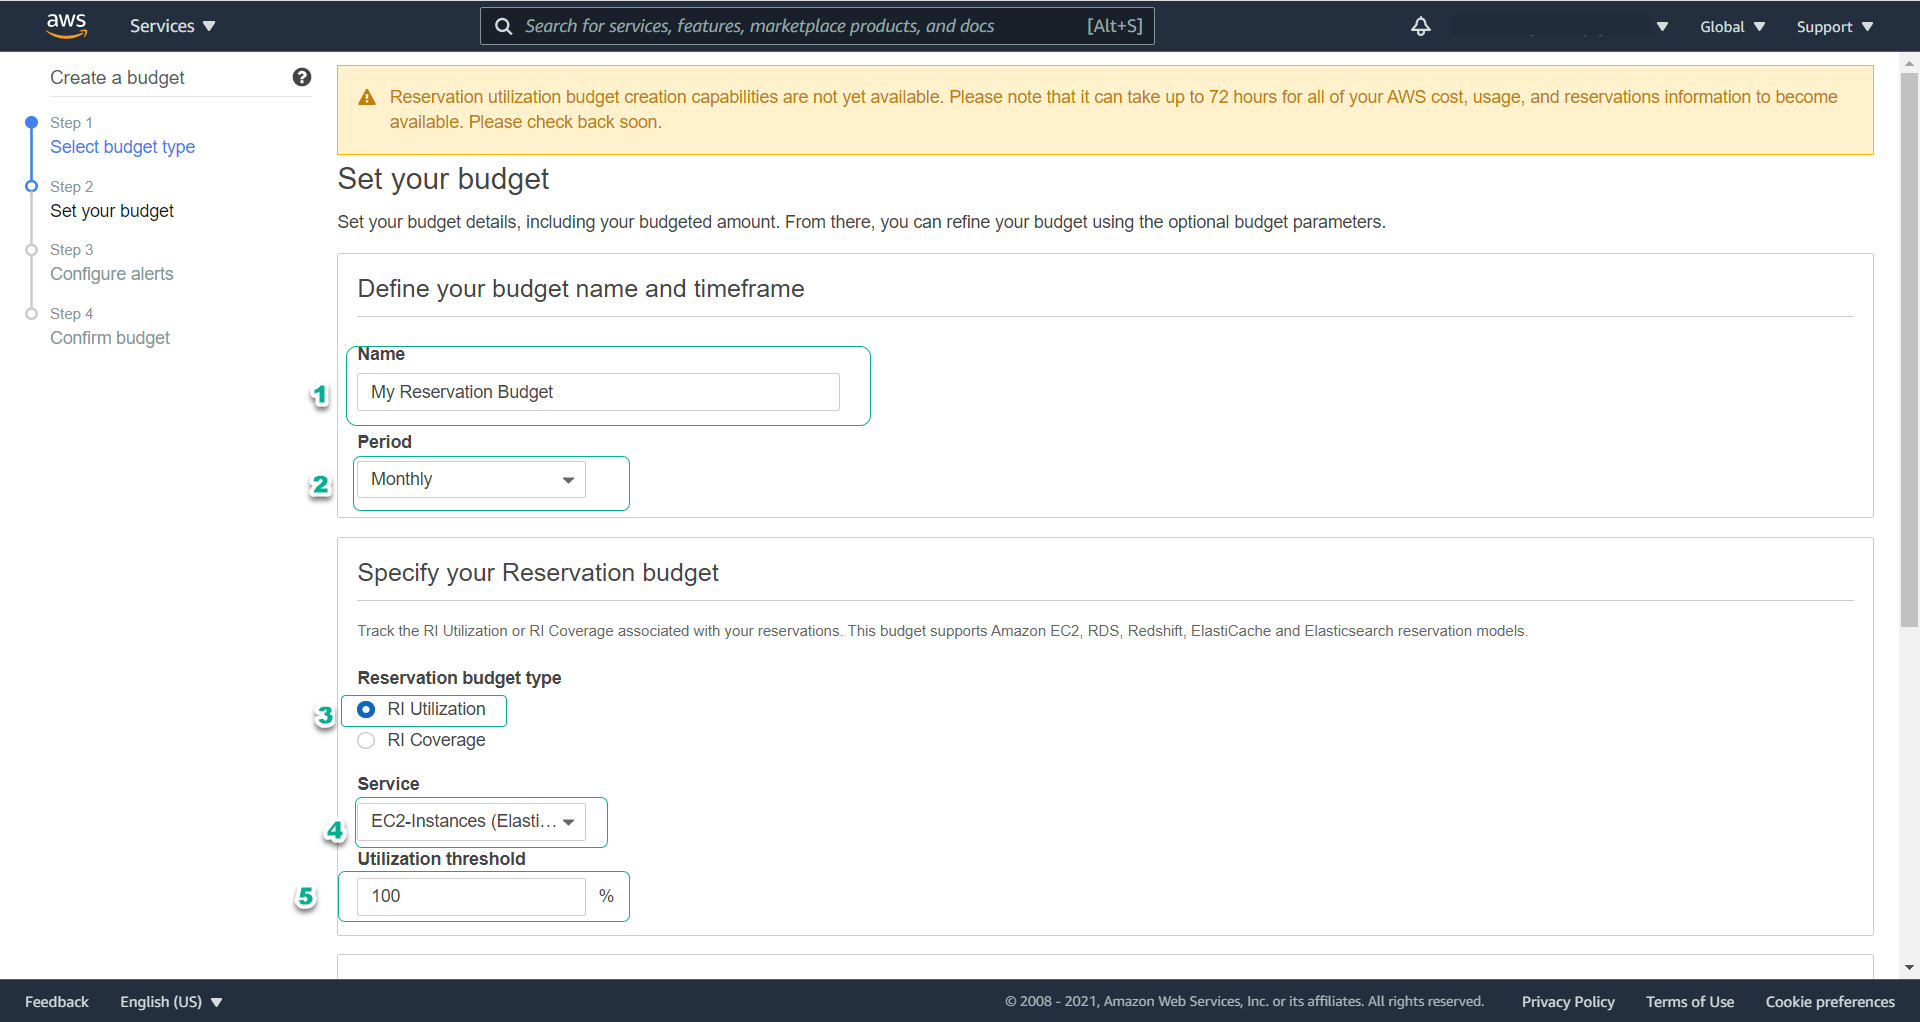 aws
Services
Search for services, features, marketplace products, and docs
[Alt+S]
Global
Support
Create a budget
?
Step 1
Select budget type
Step 2
Set your budget
Step 3
Configure alerts
Step 4
Confirm budget
Reservation utilization budget creation capabilities are not yet available. Please note that it can take up to 72 hours for all of your AWS cost, usage, and reservations information to become
available. Please check back soon.
Set your budget
Set your budget details, including your budgeted amount. From there, you can refine your budget using the optional budget parameters.
Define your budget name and timeframe
Name
1
My Reservation Budget
Period
2
Monthly
Specify your Reservation budget
Track the RI Utilization or RI Coverage associated with your reservations. This budget supports Amazon EC2, RDS, Redshift, ElastiCache and Elasticsearch reservation models.
Reservation budget type
3
RI Utilization
RI Coverage
Service
4
EC2-Instances (Elasti...
Utilization threshold
5
100
%
Feedback
English (US)
© 2008 - 2021, Amazon Web Services, Inc. or its affiliates. All rights reserved.
Privacy Policy
Terms of Use
Cookie preferences